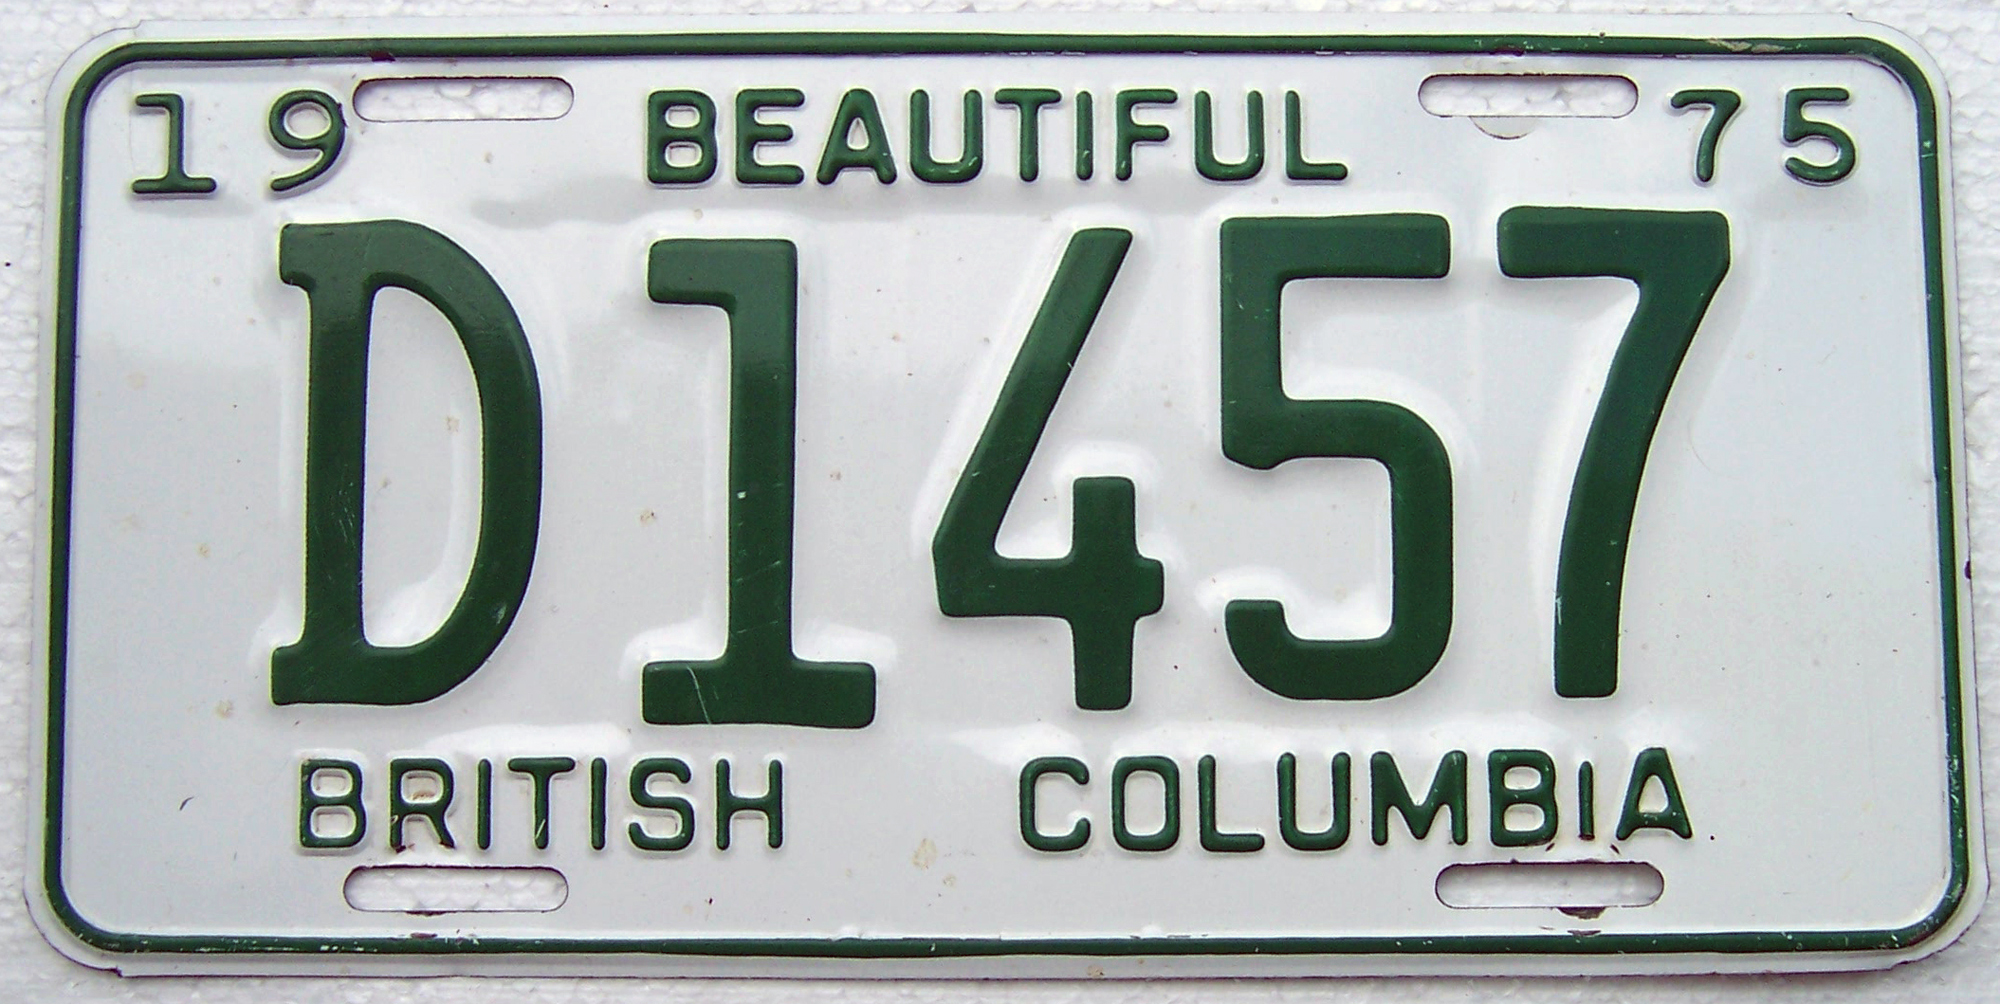 19 BEAUTIFUL 75
D1457
BRITISH COLUMBIA